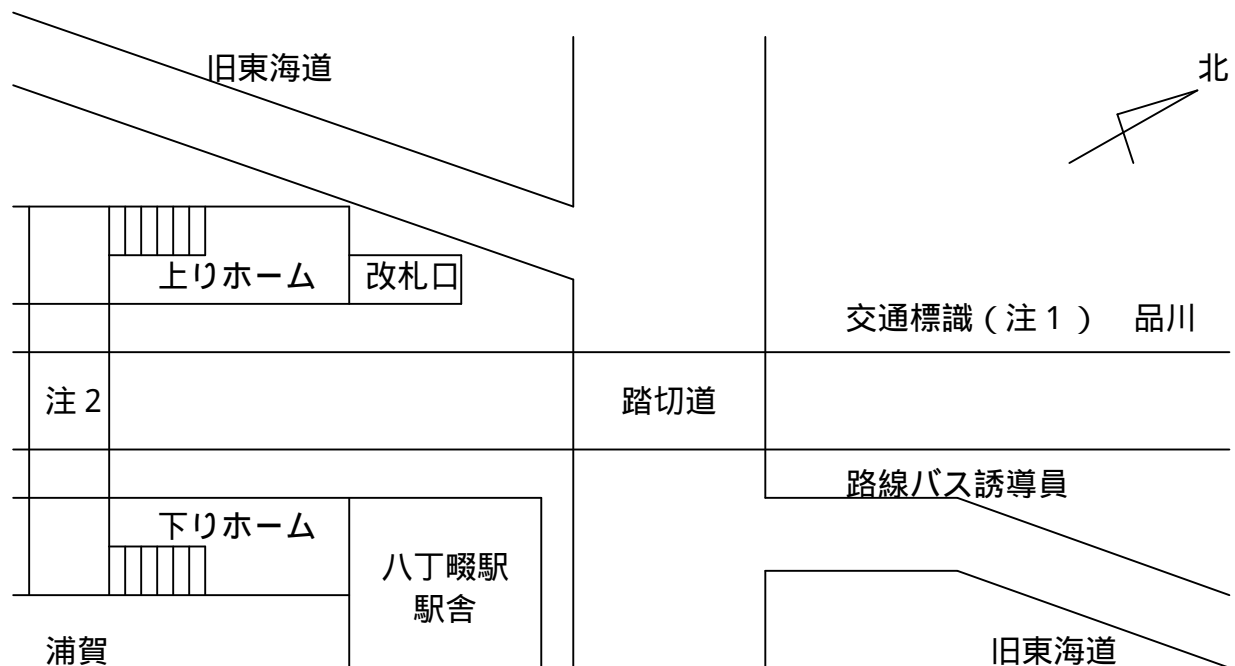 旧東海道
北
上りホーム
改札口
交通標識（注１）　品川
注２
踏切道
路線バス誘導員
下りホーム
八丁畷駅
駅舎
浦賀
旧東海道